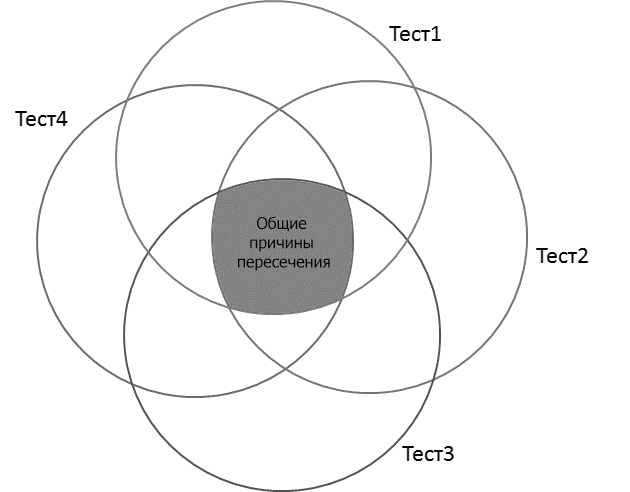 Тест1
Тест4
Общие
причины
пересечения
Тест2
Тест3